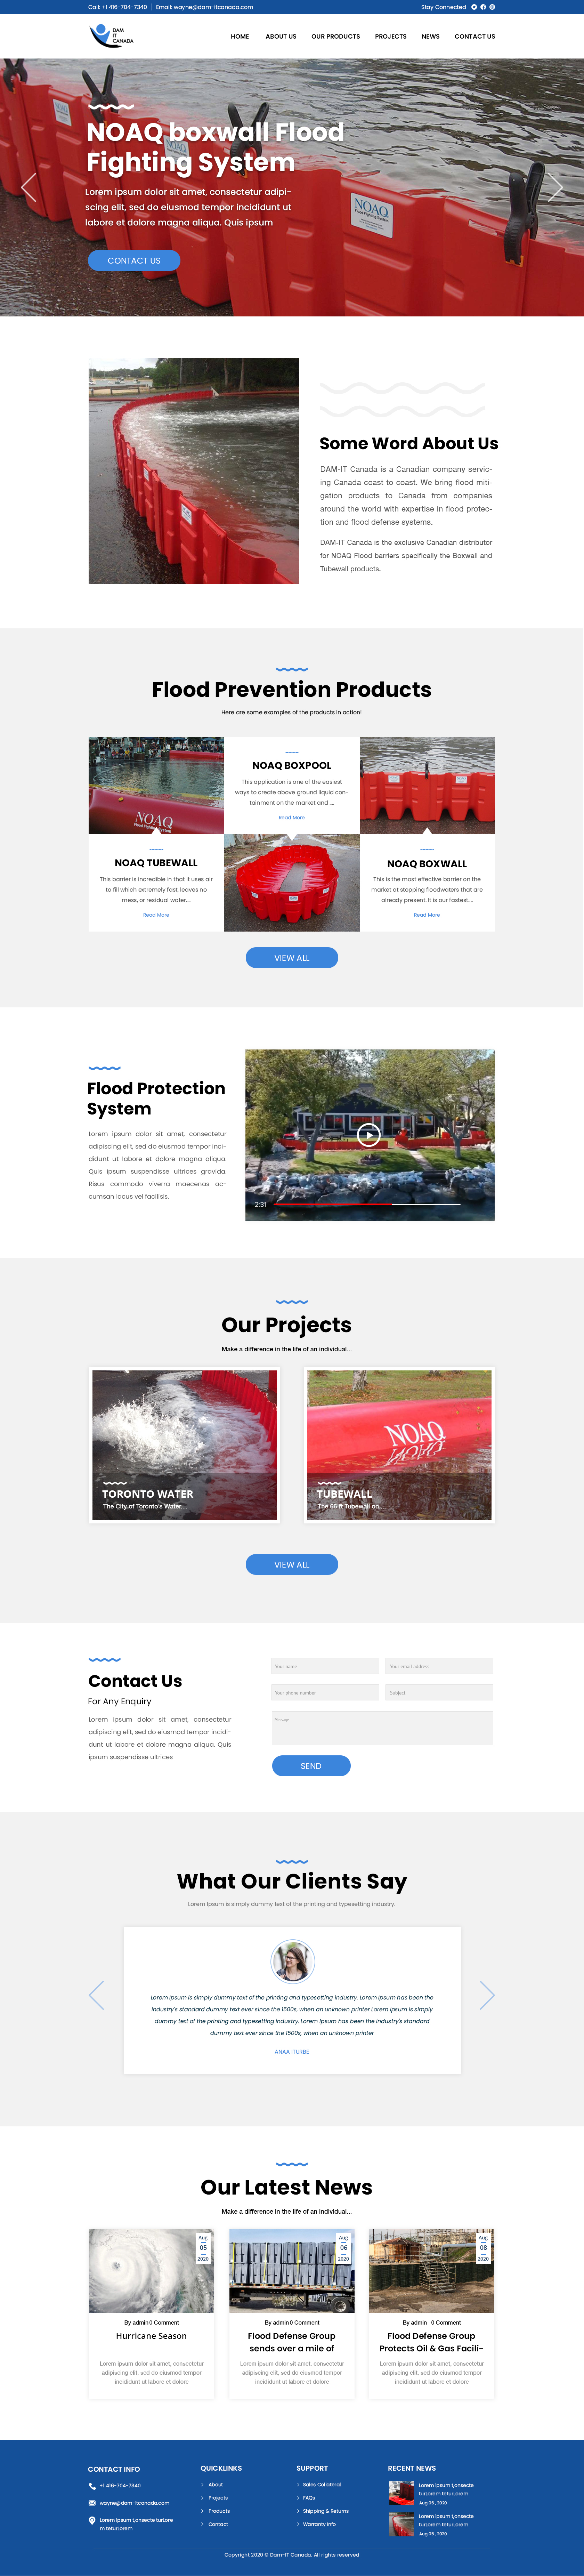 Call: +1 416-704-7340 | Email: wayne@dam-itcanada.com
Stay Connected
DAM
IT
CANADA
HOME ABOUT US OUR PRODUCTS PROJECTS NEWS CONTACT US
NOAQ boxwall Flood
Fighting System
Lorem ipsum dolor sit amet, consectetur adipi-
scing elit, sed do eiusmod tempor incididunt ut
labore et dolore magna aliqua. Quis ipsum
CONTACT US
NOAQ
Some Word About Us
DAM-IT Canada is a Canadian company servic-
ing Canada coast to coast. We bring flood miti-
gation products to Canada from companies
around the world with expertise in flood protec-
tion and flood defense systems.
DAM-IT Canada is the exclusive Canadian distributor
for NOAQ Flood barriers specifically the Boxwall and
Tubewall products.
Flood Prevention Products
Here are some examples of the products in action!
NOAQ
NOAQ BOXPOOL
This application is one of the easiest
ways to create above ground liquid con-
tainment on the market and ....
Read More
NOAQ TUBEWALL
This barrier is incredible in that it uses air
to fill which extremely fast, leaves no
mess, or residual water....
Read More
NOAQ BOXWALL
This is the most effective barrier on the
market at stopping floodwaters that are
already present. It is our fastest....
Read More
VIEW ALL
Flood Protection
System
Lorem ipsum dolor sit amet, consectetur
adipiscing elit, sed do eiusmod tempor inci-
didunt ut labore et dolore magna aliqua.
Quis ipsum suspendisse ultrices gravida.
Risus commodo viverra maecenas ac-
cumsan lacus vel facilisis.
2:31
Our Projects
Make a difference in the life of an individual...
TORONTO WATER
The City of Toronto's Water...
NOAQ
TUBEWALL
The 66 ft Tubewall on....
VIEW ALL
Contact Us
For Any Enquiry
Lorem ipsum dolor sit amet, consectetur
adipiscing elit, sed do eiusmod tempor incidi-
dunt ut labore et dolore magna aliqua. Quis
ipsum suspendisse ultrices
Your name
Your email address
Your phone number
Subject
SEND
What Our Clients Say
Lorem Ipsum is simply dummy text of the printing and typesetting industry.
Lorem Ipsum is simply dummy text of the printing and typesetting industry. Lorem Ipsum has been the
industry's standard dummy text ever since the 1500s, when an unknown printer Lorem Ipsum is simply
dummy text of the printing and typesetting industry. Lorem Ipsum has been the industry's standard
dummy text ever since the 1500s, when an unknown printer
ANAA ITURBE
Our Latest News
Make a difference in the life of an individual...
Aug
05
2020
By admin 0 Comment
Hurricane Season
Lorem ipsum dolor sit amet, consectetur
adipiscing elit, sed do eiusmod tempor
incididunt ut labore et dolore
Aug
06
2020
By admin 0 Comment
Flood Defense Group
sends over a mile of
Lorem ipsum dolor sit amet, consectetur
adipiscing elit, sed do eiusmod tempor
incididunt ut labore et dolore
Aug
08
2020
By admin 0 Comment
Flood Defense Group
Protects Oil & Gas Facili-
Lorem ipsum dolor sit amet, consectetur
adipiscing elit, sed do eiusmod tempor
incididunt ut labore et dolore
CONTACT INFO
+1 416-704-7340
wayne@dam-itcanada.com
Lorem ipsum t,onsecte turLore
m teturLorem
QUICKLINKS
About
Projects
Products
Contact
SUPPORT
Sales Collateral
FAQs
Shipping & Returns
Warranty Info
RECENT NEWS
Lorem ipsum t,onsecte
turLorem teturLorem
Aug 06 , 2020
Lorem ipsum t,onsecte
turLorem teturLorem
Aug 05 , 2020
Copyright 2020 © Dam-IT Canada. All rights reserved